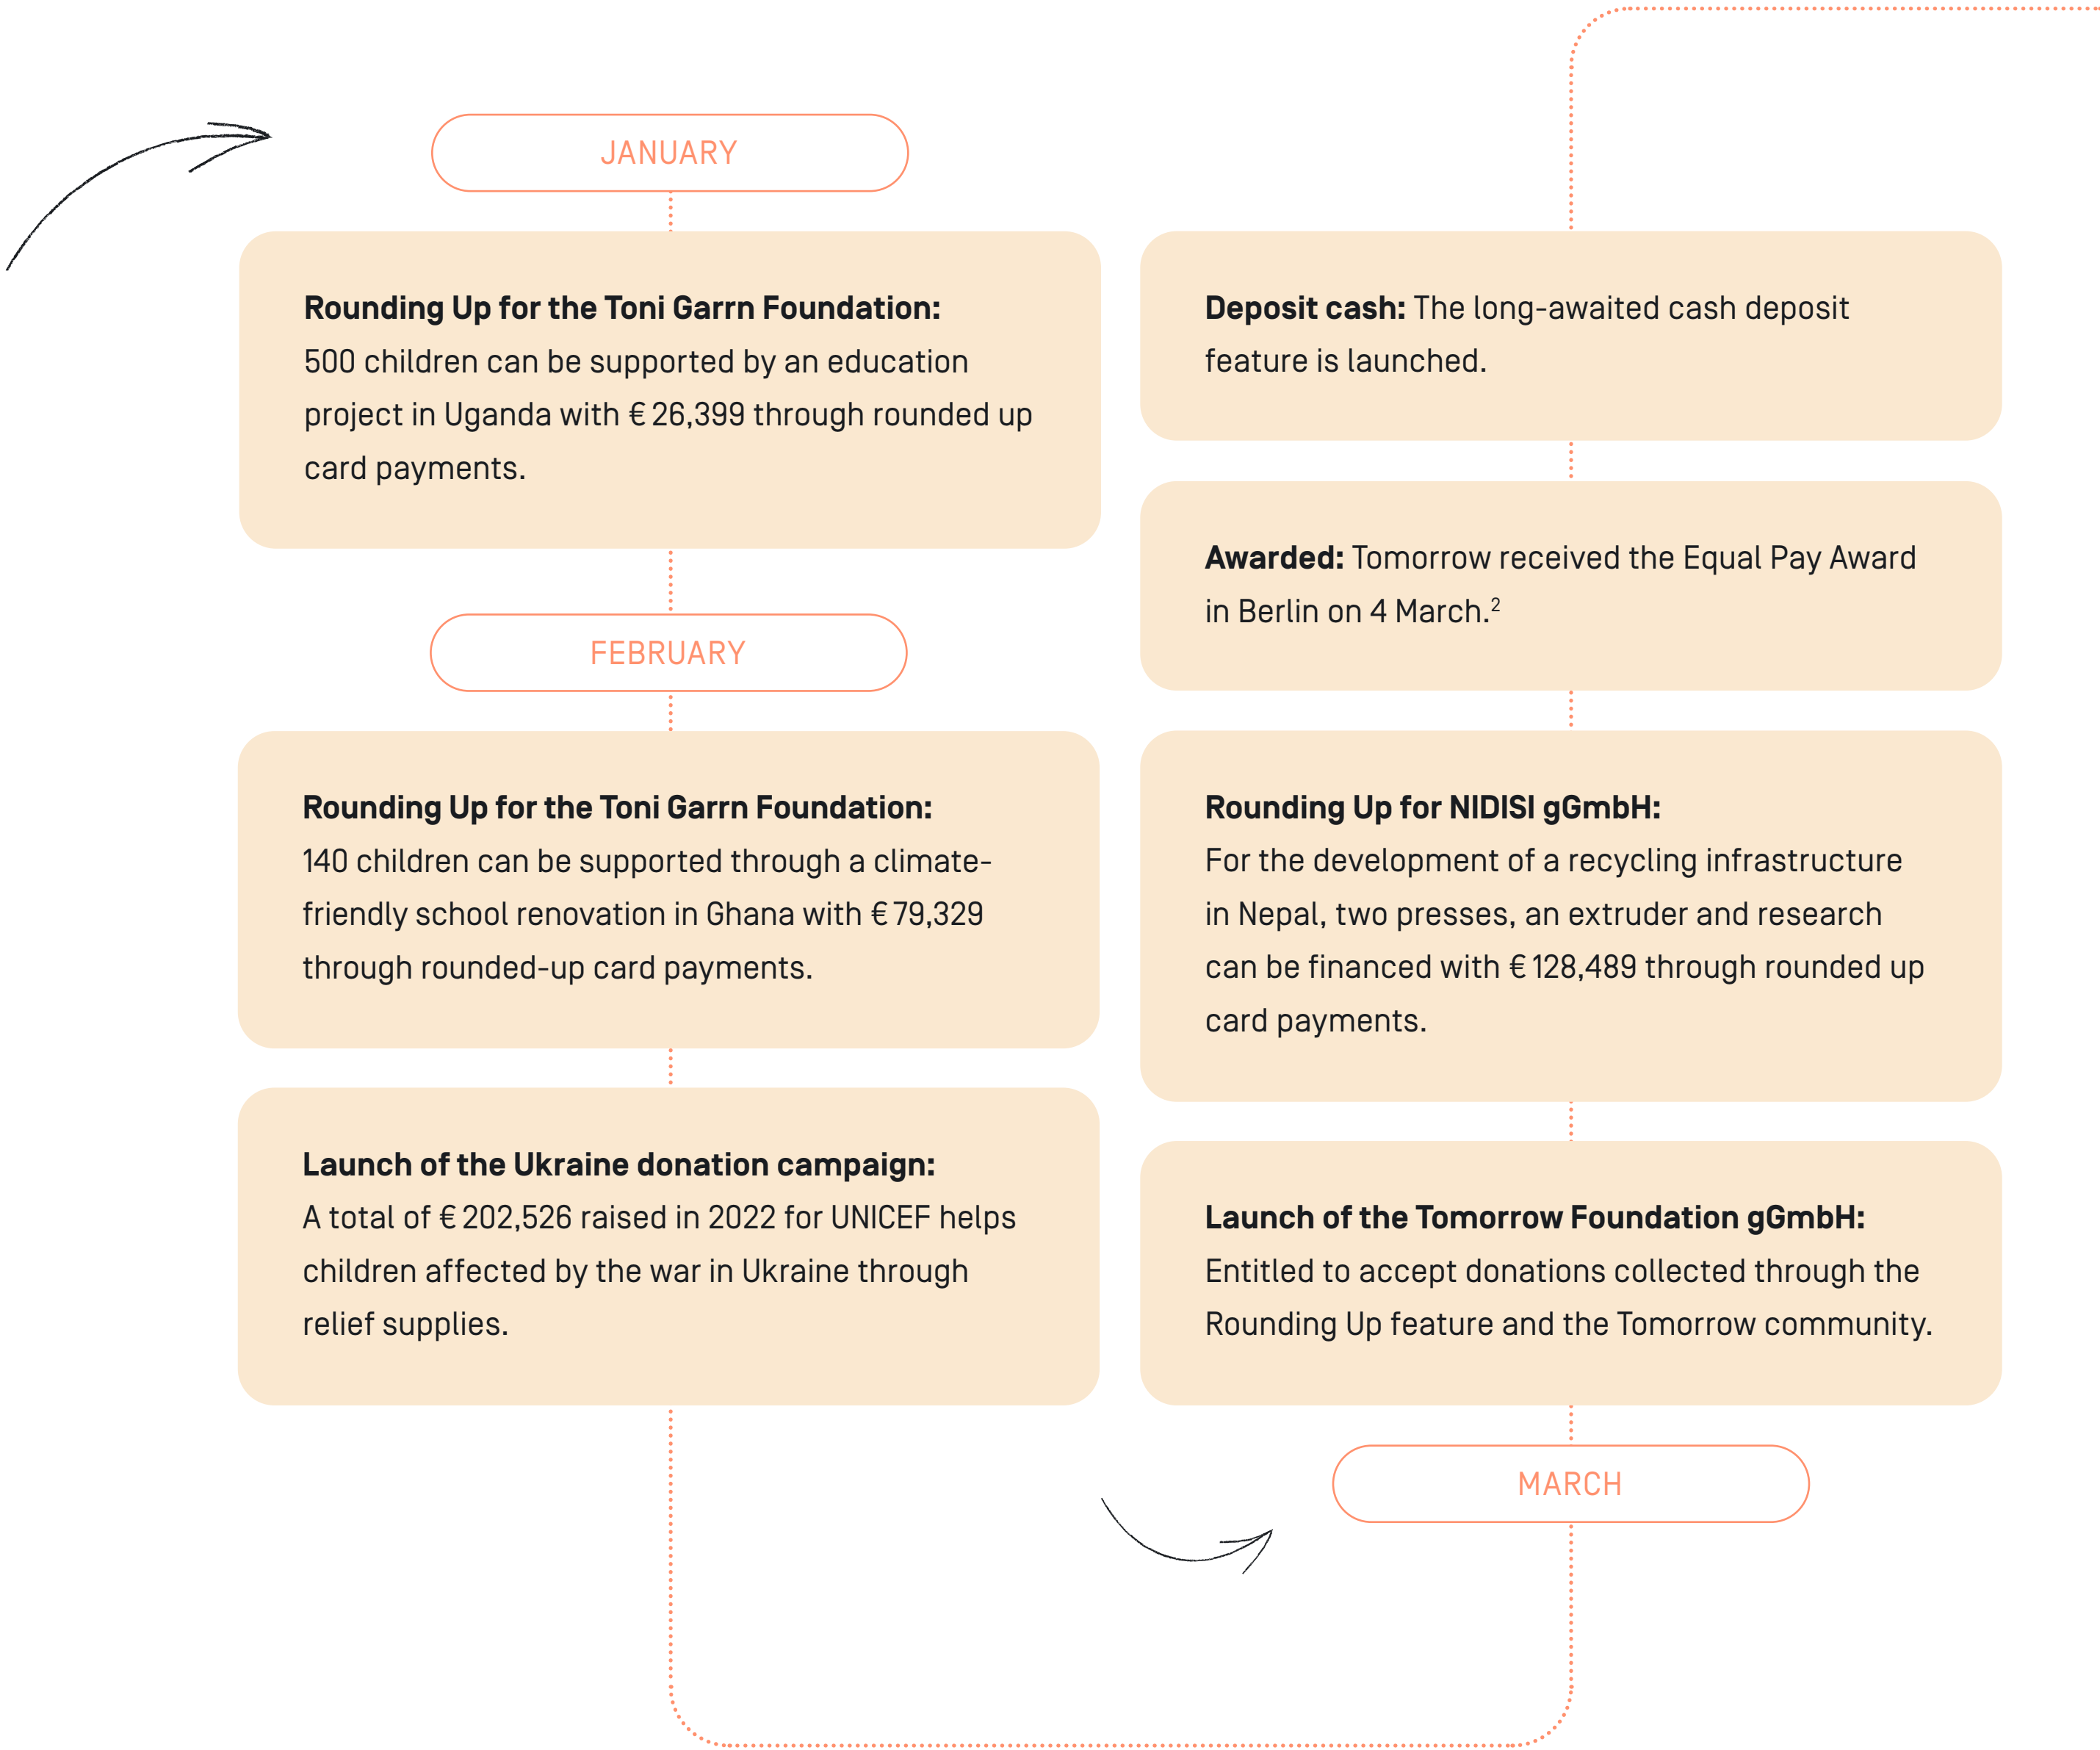 JANUARY
Rounding Up for the Toni Garrn Foundation:
500 children can be supported by an education
project in Uganda with € 26,399 through rounded up
card payments.
FEBRUARY
Rounding Up for the Toni Garrn Foundation:
140 children can be supported through a climate-
friendly school renovation in Ghana with € 79,329
through rounded-up card payments.
Launch of the Ukraine donation campaign:
A total of € 202,526 raised in 2022 for UNICEF helps
children affected by the war in Ukraine through
relief supplies.
Deposit cash: The long-awaited cash deposit
feature is launched.
Awarded: Tomorrow received the Equal Pay Award
in Berlin on 4 March.²
Rounding Up for NIDISI gGmbH:
For the development of a recycling infrastructure
in Nepal, two presses, an extruder and research
can be financed with € 128,489 through rounded up
card payments.
Launch of the Tomorrow Foundation gGmbH:
Entitled to accept donations collected through the
Rounding Up feature and the Tomorrow community.
MARCH